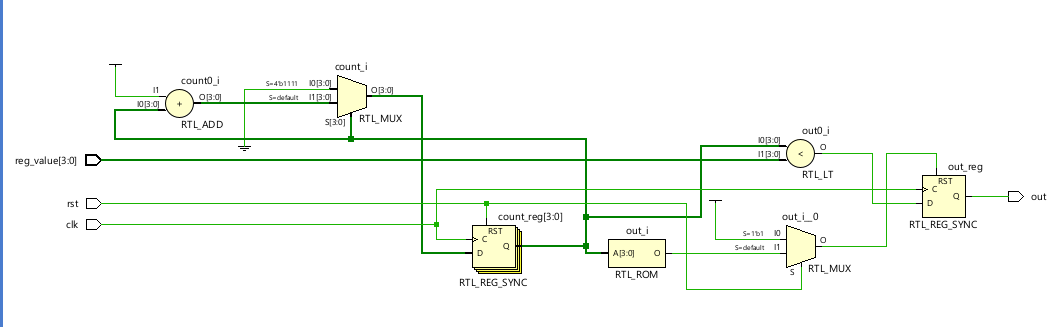 count_i
count0_i
S=4'b1111 I0[3:0]
I1 O[3:0] S=default I1[3:0] O[3:0]
I0[3:0] +
S[3:0] RTL_MUX
RTL_ADD
out0_i
I0[3:0] O
reg_value[3:0] I1[3:0] <
RTL_LT out_reg
RST
C
rst D Q out
count_reg[3:0] out_i__0
clk RTL_REG_SYNC
RST out_i S=1'b1 I0
C Q O
D A[3:0] O S=default I1
RTL_ROM S RTL_MUX
RTL_REG_SYNC